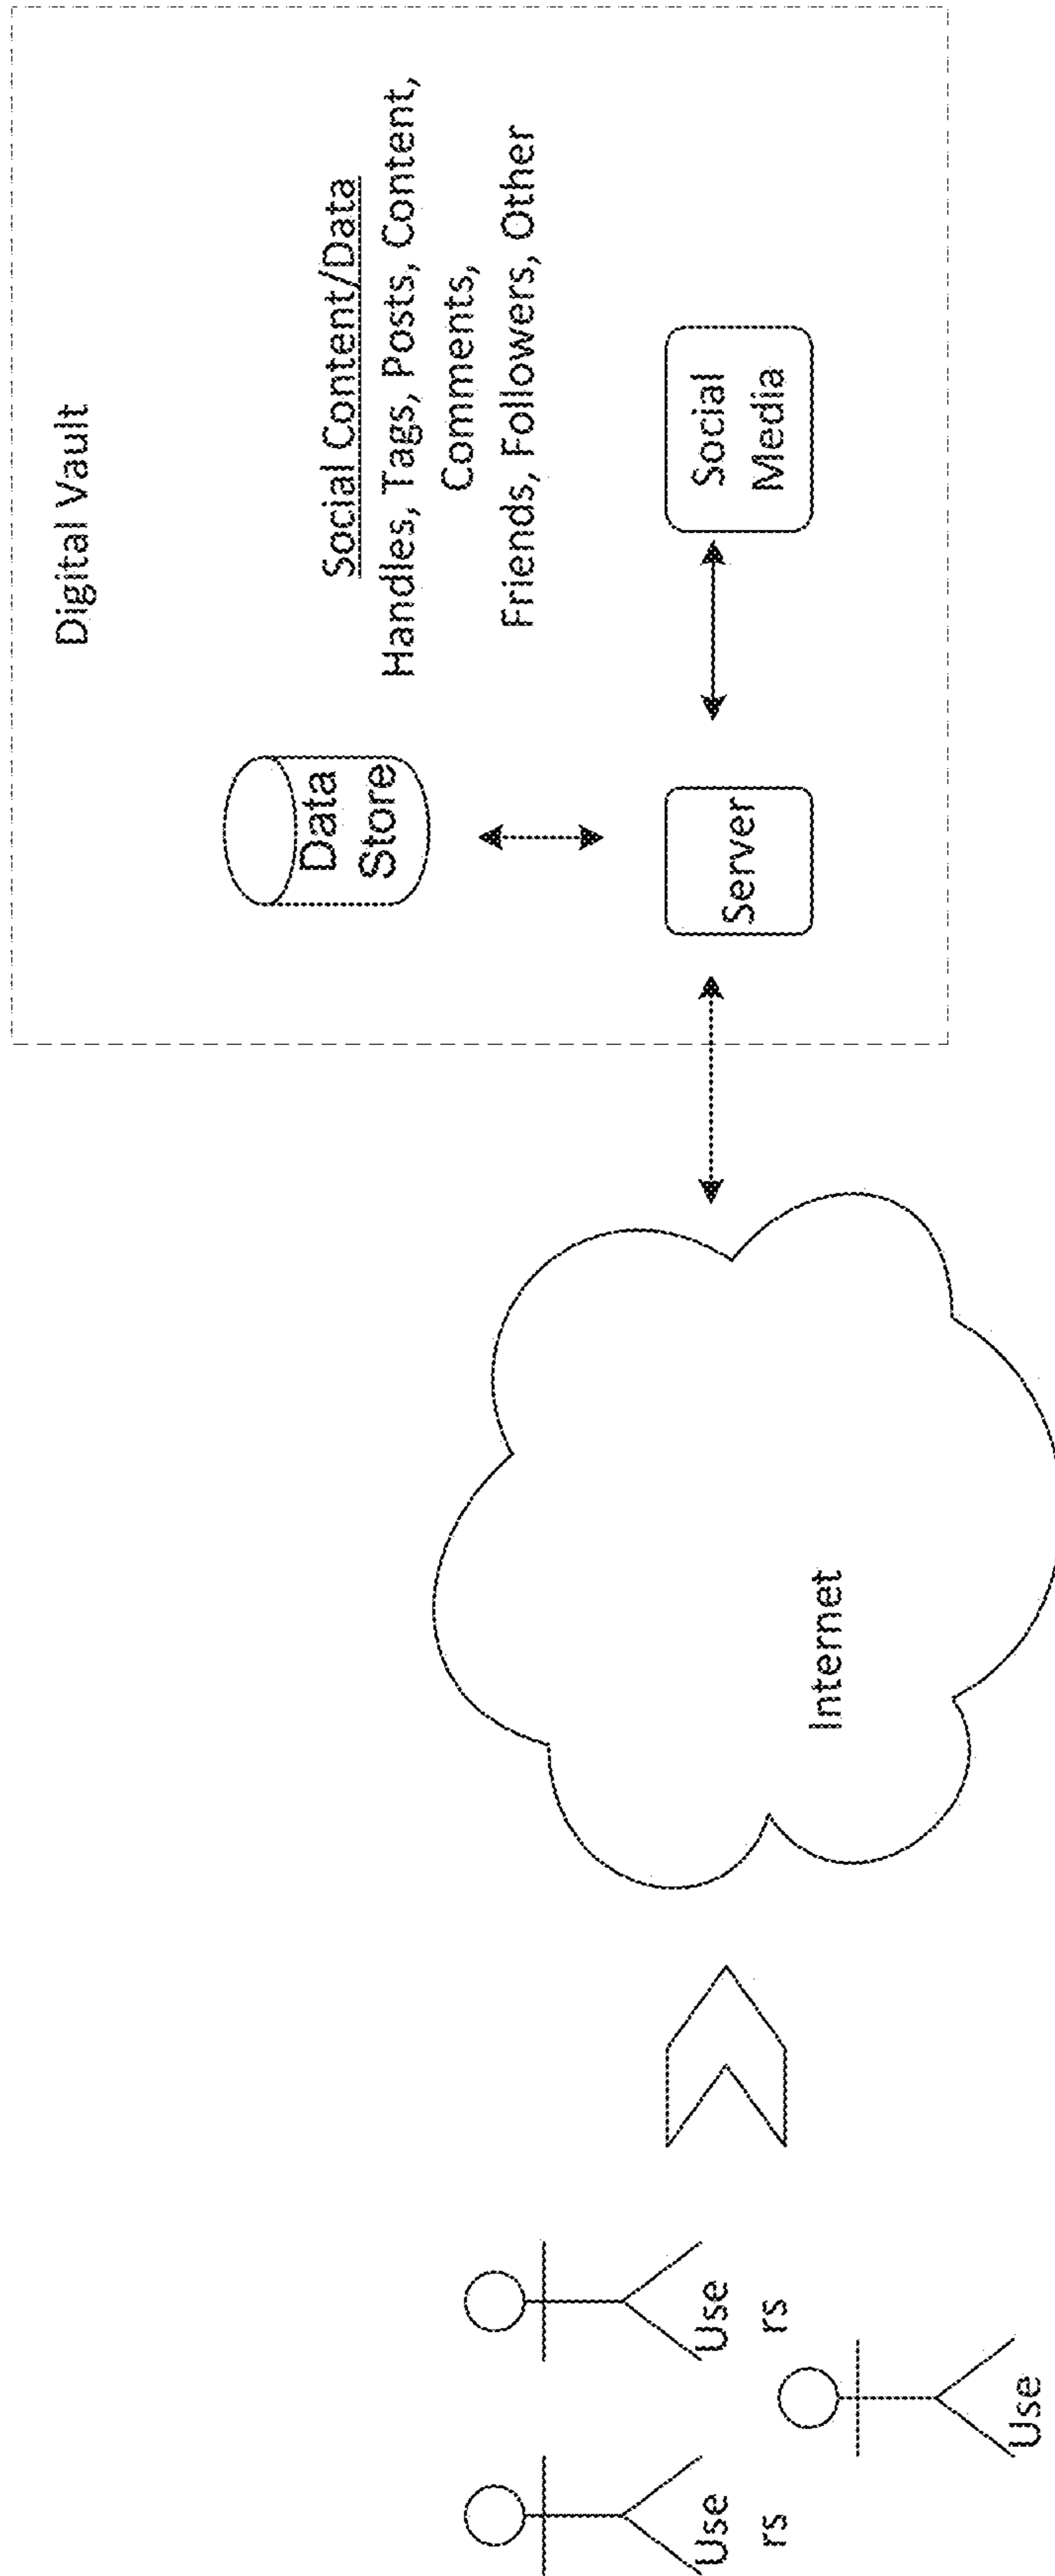 Digital Vault
Social Content/Data
Handles, Tags, Posts, Content,
Comments,
Friends, Followers, Other
Data
Store
Server
Social
Media
Internet
Use
rs
Use
rs
Use